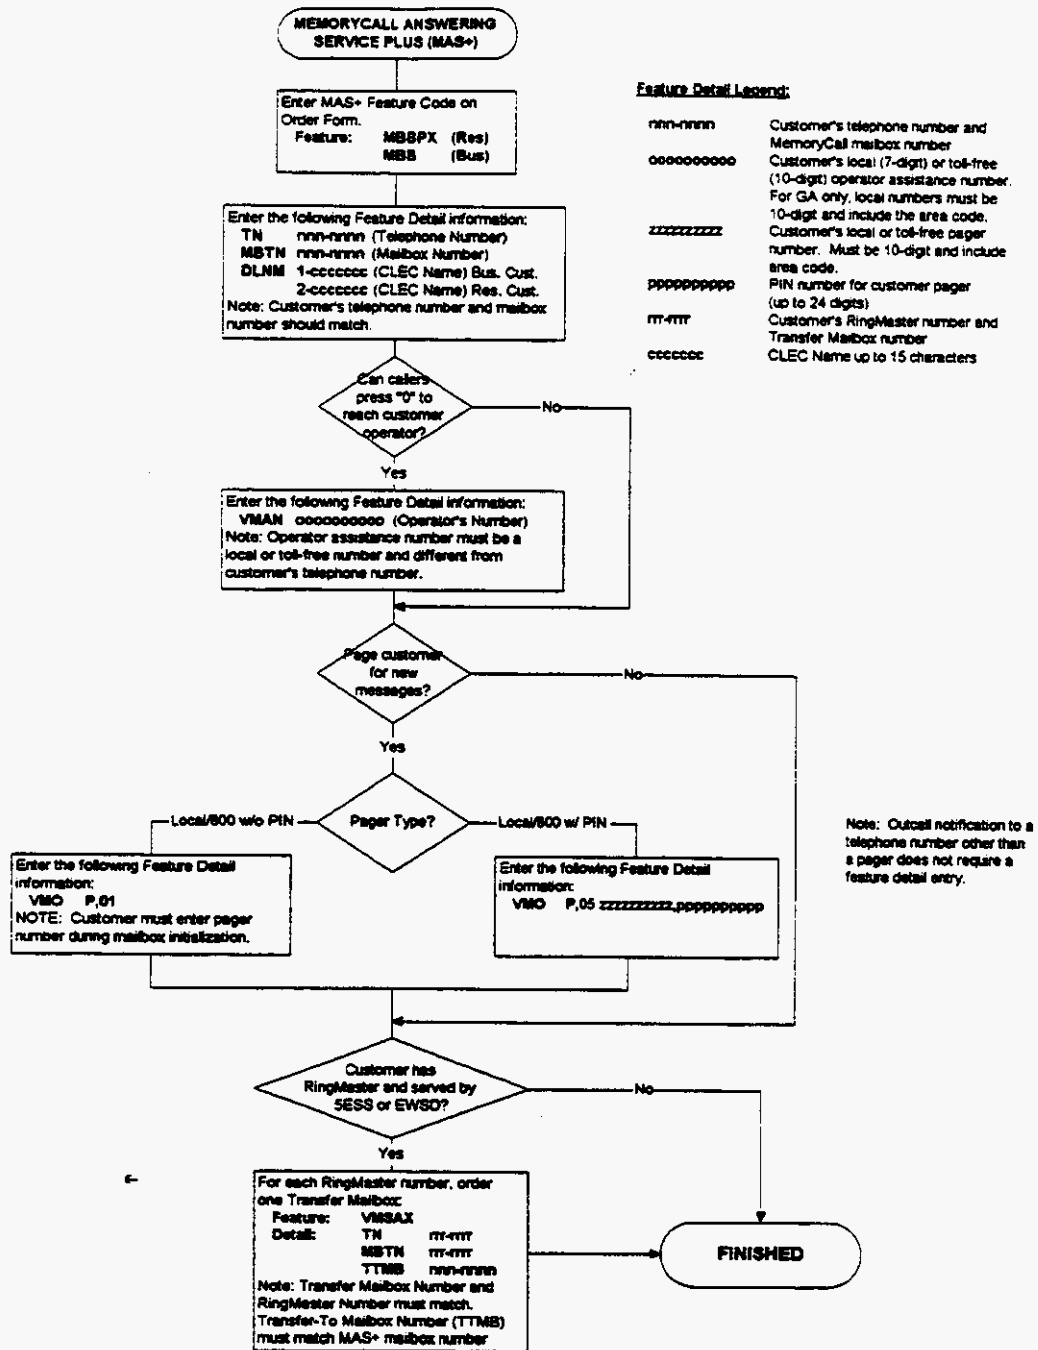 MEMORYCALL ANSWERING
SERVICE PLUS (MAS+)
Enter MAS+ Feature Code on
Order Form.
Feature: MBBPX (Res)
MBB (Bus)
Feature Detail Legend:
nnn-nnnn Customer's telephone number and
MemoryCall mailbox number
oooooooooo Customer's local (7-digit) or toll-free
(10-digit) operator assistance number.
For GA only, local numbers must be
10-digit and include the area code.
zzzzzzzzzz Customer's local or toll-free pager
number. Must be 10-digit and include
area code.
pppppppppp PIN number for customer pager
(up to 24 digits)
rrr-rrrr Customer's RingMaster number and
Transfer Mailbox number
ccccccc CLEC Name up to 15 characters
Enter the following Feature Detail information:
TN nnn-nnnn (Telephone Number)
MBTN nnn-nnnn (Mailbox Number)
DLNM 1-ccccccc (CLEC Name) Bus. Cust.
2-ccccccc (CLEC Name) Res. Cust.
Note: Customer's telephone number and mailbox
number should match.
Can callers
press "0" to
reach customer
operator?
No
Yes
Enter the following Feature Detail information:
VMAN oooooooooo (Operator's Number)
Note: Operator assistance number must be a
local or toll-free number and different from
customer's telephone number.
Page customer
for new
messages?
No
Yes
Pager Type?
Local/800 w/o PIN
Local/800 w/ PIN
Enter the following Feature Detail
information:
VMO P,01
NOTE: Customer must enter pager
number during mailbox initialization.
Enter the following Feature Detail
information:
VMO P,05 zzzzzzzzzz,pppppppppp
Note: Outcall notification to a
telephone number other than
a pager does not require a
feature detail entry.
Customer has
RingMaster and served by
5ESS or EWSD?
No
Yes
For each RingMaster number, order
one Transfer Mailbox:
Feature: VMSAX
Detail: TN rrr-rrrr
MBTN rrr-rrrr
TTMB nnn-nnnn
Note: Transfer Mailbox Number and
RingMaster Number must match.
Transfer-To Mailbox Number (TTMB)
must match MAS+ mailbox number
FINISHED